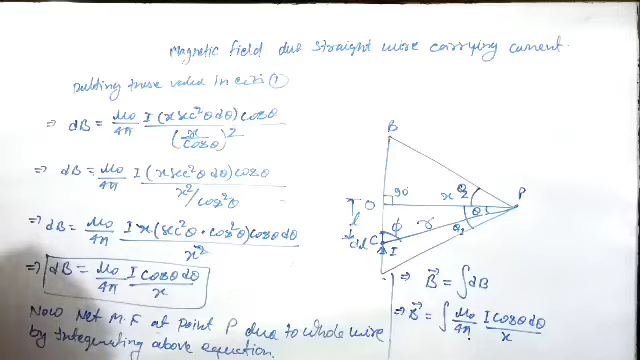 Magnetic field due straight wire carrying current.
Putting these valued in eq's ①
⇒ dB = μ₀/4π I(x sec²θ dθ) cosθ / (x/cosθ)²
⇒ dB = μ₀/4π I(x sec²θ dθ) cosθ / x²/cos²θ
⇒ dB = μ₀/4π I x (sec²θ · cos²θ) cosθ dθ / x²
⇒ dB = μ₀/4π I cosθ dθ / x
Now Net M.F at point P due to whole wire
by integrating above equation.
B
O 90° x θ₂ P
l φ r θ θ₁
dl C I
⇒ B⃗ = ∫dB
⇒ B⃗ = ∫ μ₀/4π I cosθ dθ / x